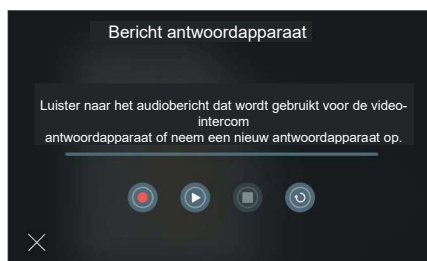 Bericht antwoordapparaat
Luister naar het audiobericht dat wordt gebruikt voor de video-
intercom
antwoordapparaat of neem een nieuw antwoordapparaat op.